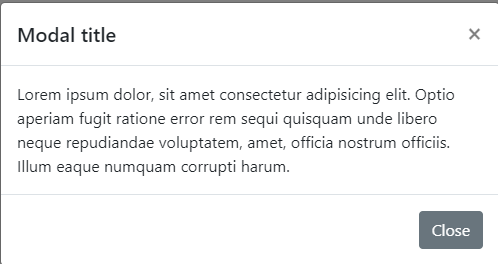 Modal title ×
Lorem ipsum dolor, sit amet consectetur adipisicing elit. Optio
aperiam fugit ratione error rem sequi quisquam unde libero
neque repudiandae voluptatem, amet, officia nostrum officiis.
Illum eaque numquam corrupti harum.
Close